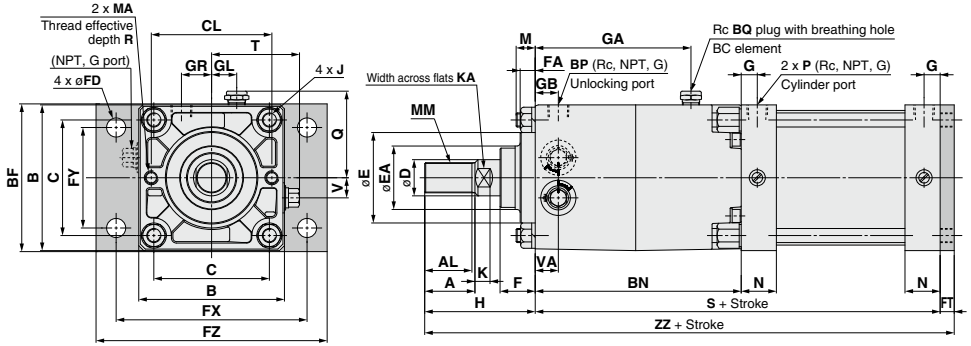 2 x MA
Thread effective
depth R
(NPT, G port)
4 x øFD
CL
T
GR
GL
4 x J
BF
B
C
FY
Q
V
C
B
FX
FZ
M
GA
FA
GB
BP (Rc, NPT, G)
Unlocking port
Rc BQ plug with breathing hole
BC element
2 x P (Rc, NPT, G)
Cylinder port
G
G
Width across flats KA
MM
øE
øEA
øD
VA
AL
K
A
F
H
BN
N
N
S + Stroke
FT
ZZ + Stroke